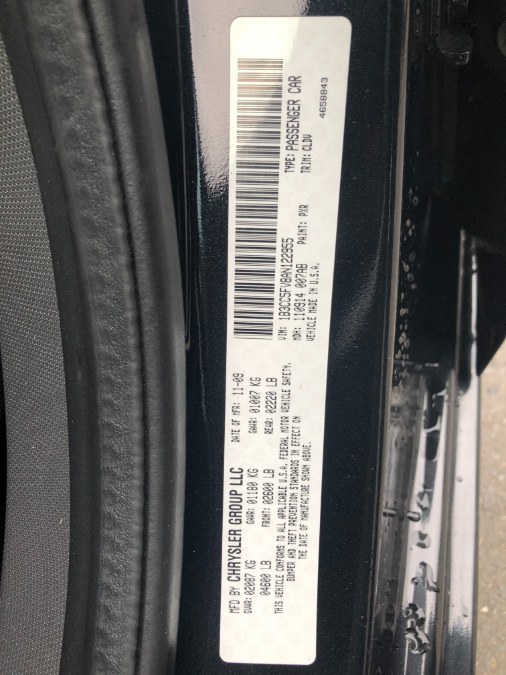 MFD BY CHRYSLER GROUP LLC DATE OF MFR: 11-09
GVWR: 02087 KG GAWR: 01180 KG GAWR: 01007 KG
04600 LB FRONT: 02600 LB REAR: 02220 LB
THIS VEHICLE CONFORMS TO ALL APPLICABLE U.S.A. FEDERAL MOTOR VEHICLE SAFETY,
BUMPER AND THEFT PREVENTION STANDARDS IN EFFECT ON
THE DATE OF MANUFACTURE SHOWN ABOVE.
VIN: 1B3CC5FV8AN122955 TYPE: PASSENGER CAR
MDH: 110914 007AB PAINT: PXR TRIM: CLDV
VEHICLE MADE IN U.S.A.
4658843